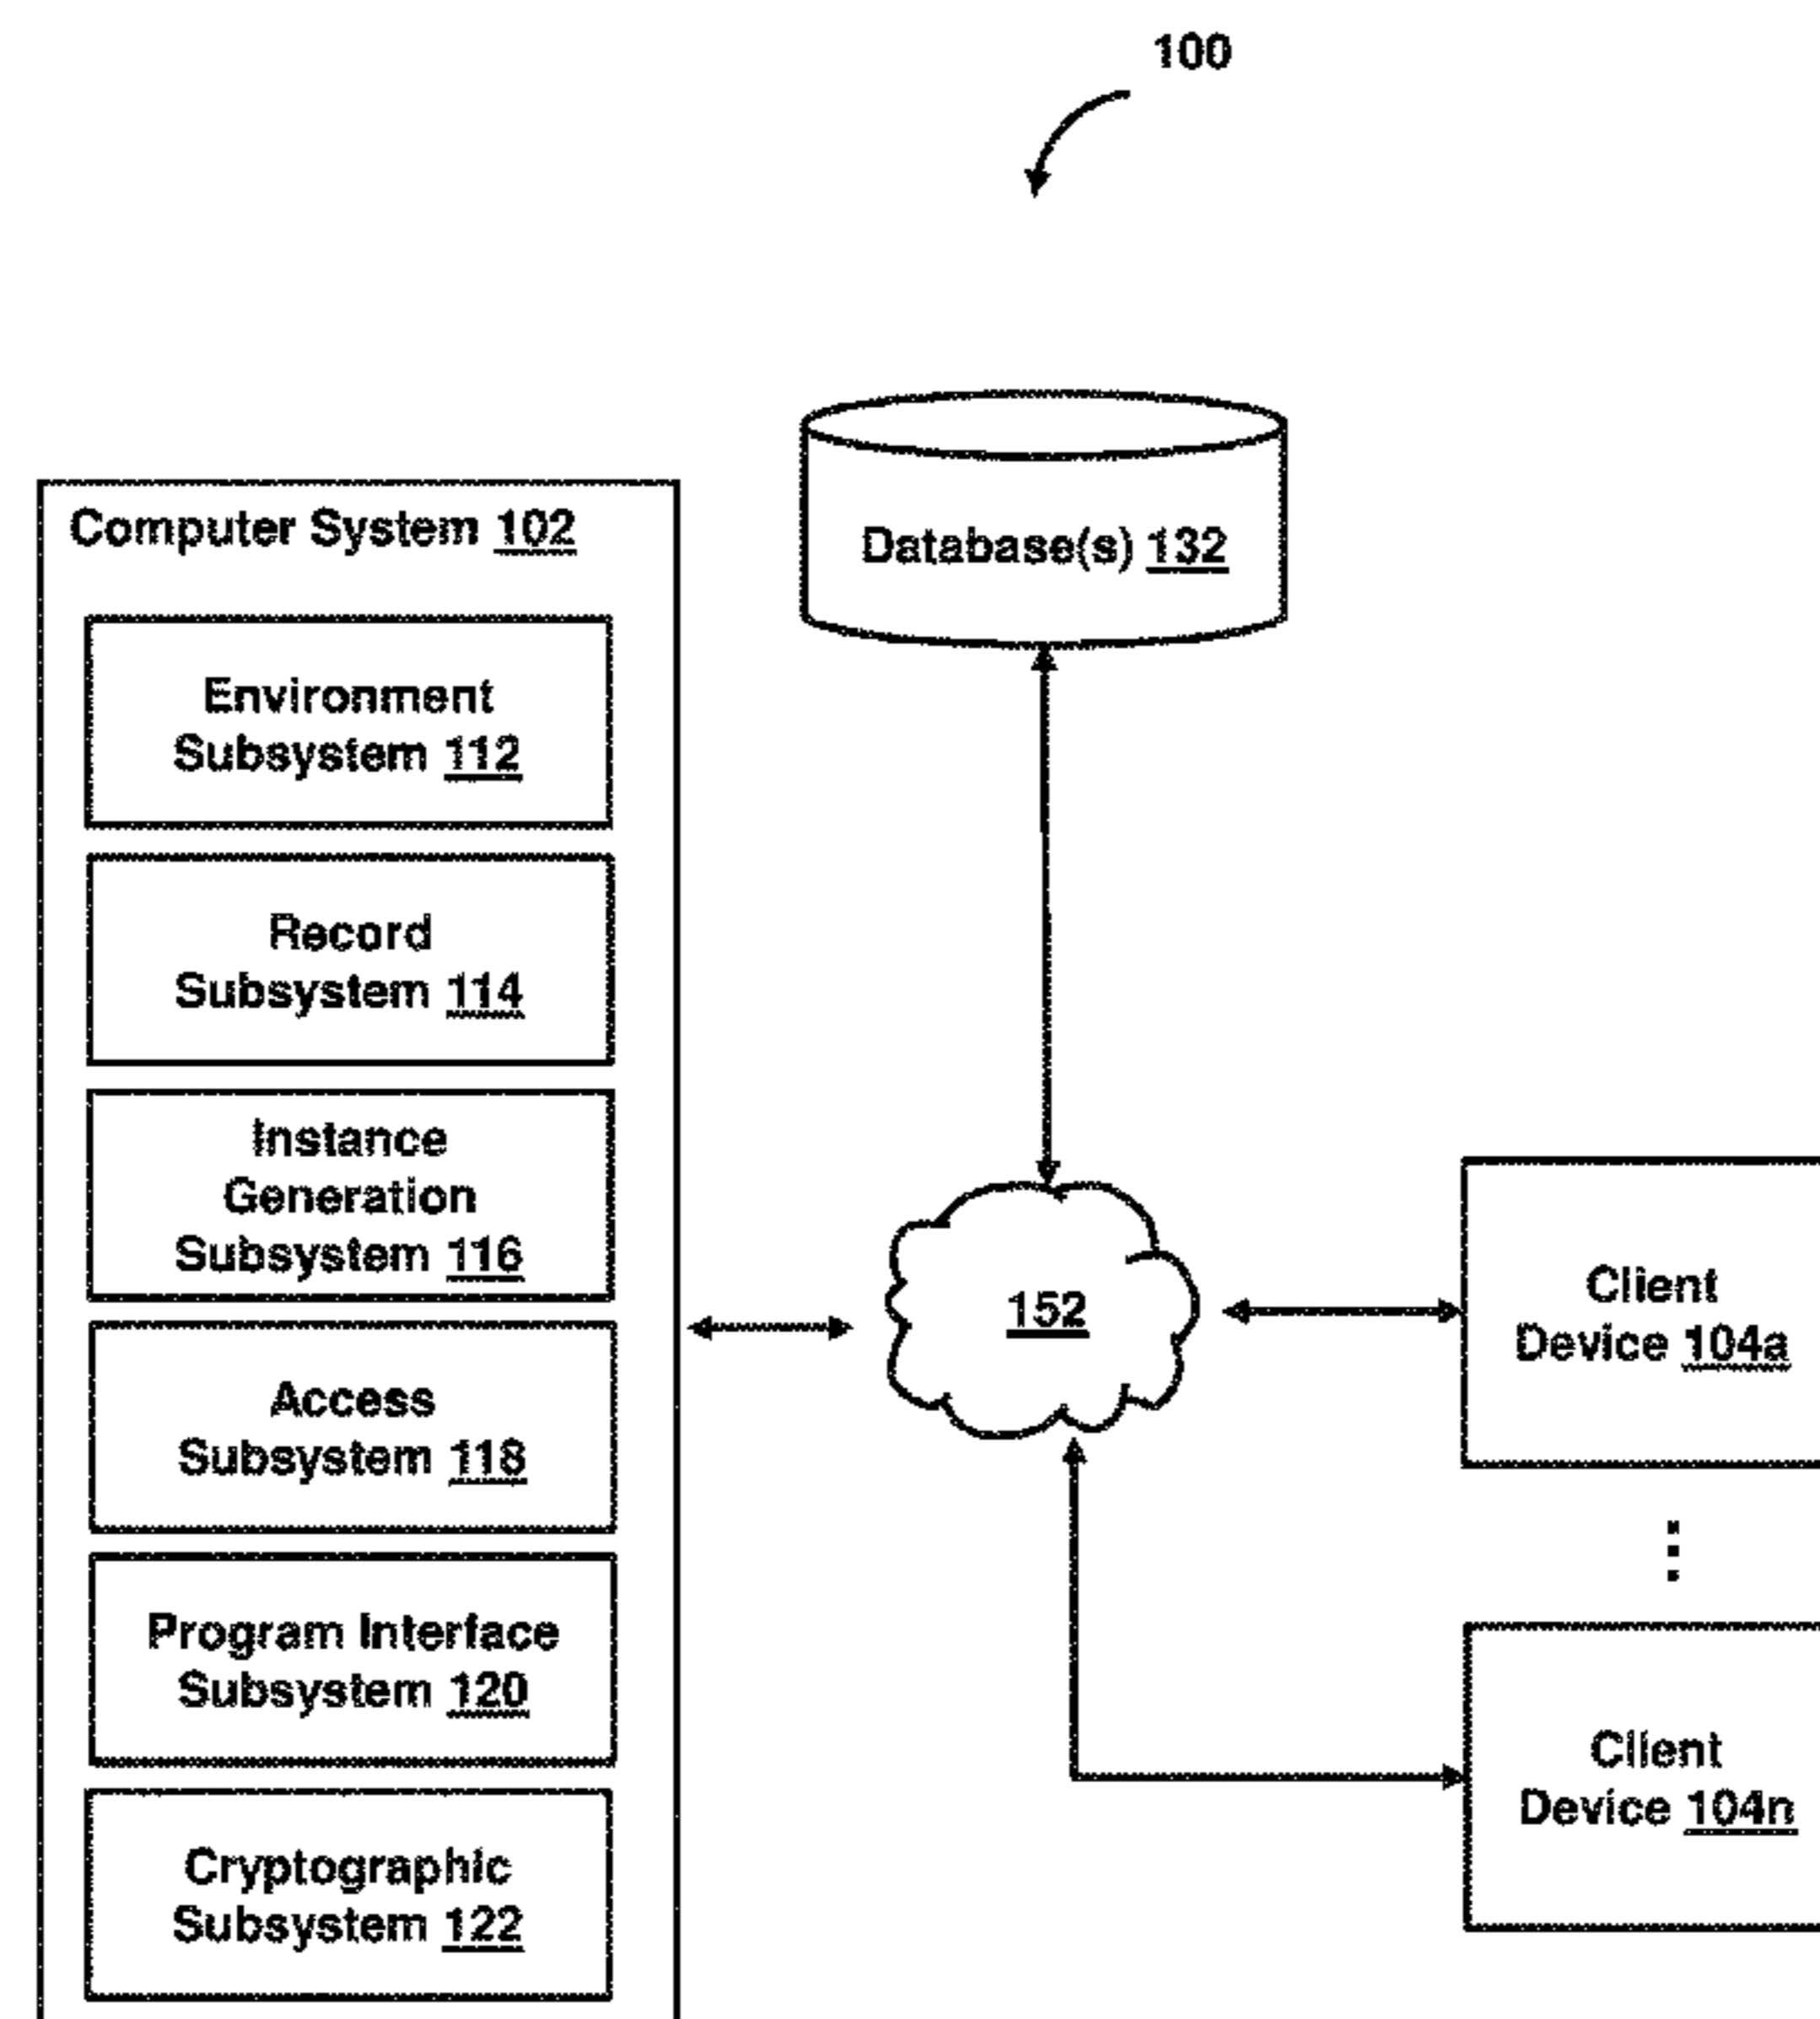 100
Database(s) 132
Computer System 102
Environment
Subsystem 112
Record
Subsystem 114
Instance
Generation
Subsystem 116
Access
Subsystem 118
Program Interface
Subsystem 120
Cryptographic
Subsystem 122
152
Client
Device 104a
Client
Device 104n